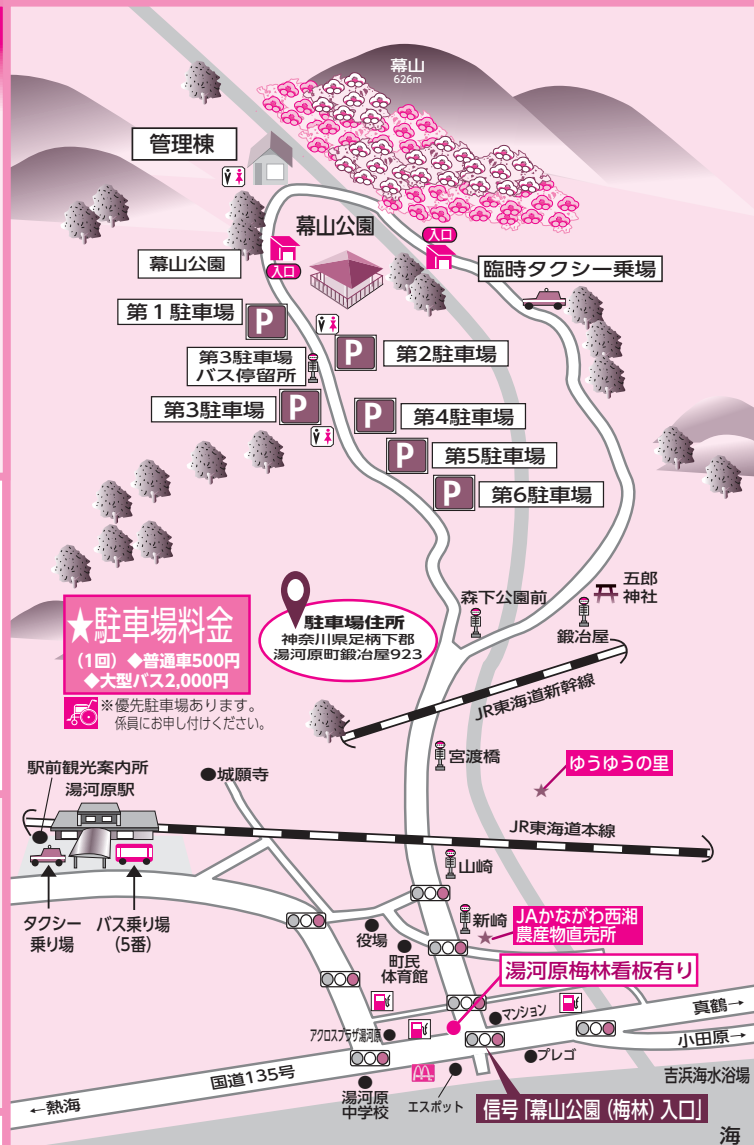 幕山
626m
管理棟
幕山公園
入口
幕山公園
入口
臨時タクシー乗場
第1駐車場
P
P
第2駐車場
第3駐車場
バス停留所
第3駐車場
P
P
第4駐車場
P
第5駐車場
P
第6駐車場
五郎
神社
森下公園前
鍛冶屋
駐車場住所
神奈川県足柄下郡
湯河原町鍛冶屋923
★駐車場料金
(1回) ◆普通車500円
◆大型バス2,000円
※優先駐車場あります。
係員にお申し付けください。
JR東海道新幹線
宮渡橋
ゆうゆうの里
駅前観光案内所
湯河原駅
城願寺
JR東海道本線
山崎
タクシー
乗り場
バス乗り場
(5番)
新崎
JAかながわ西湘
農産物直売所
役場
町民
体育館
湯河原梅林看板有り
マンション
真鶴→
アクロスプラザ湯河原
小田原→
プレゴ
国道135号
吉浜海水浴場
←熱海
湯河原
中学校
エスポット
信号「幕山公園 (梅林) 入口」
海